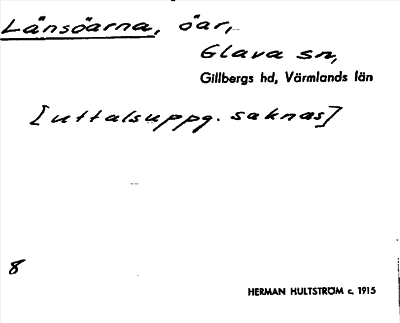 Länsöarna, öar,
Glava sn,
Gillbergs hd, Värmlands län
[uttalsuppg. saknas]
8
HERMAN HULTSTRÖM c. 1915